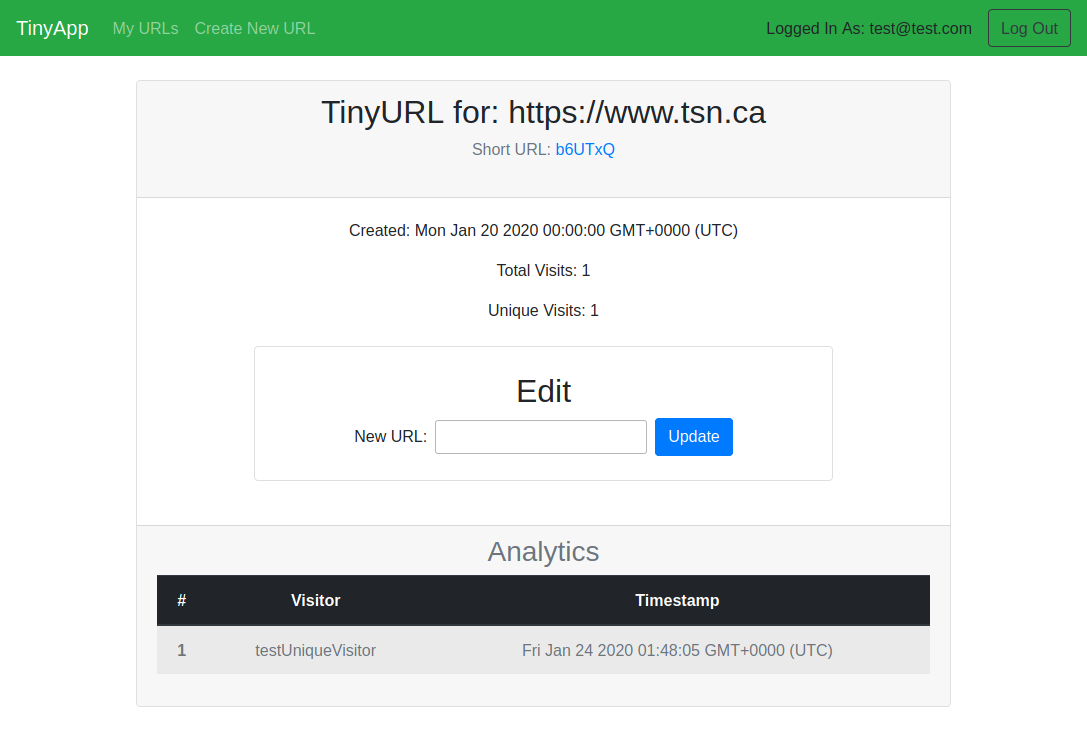 TinyApp My URLs Create New URL Logged In As: test@test.com Log Out
TinyURL for: https://www.tsn.ca
Short URL: b6UTxQ
Created: Mon Jan 20 2020 00:00:00 GMT+0000 (UTC)
Total Visits: 1
Unique Visits: 1
Edit
New URL: Update
Analytics
# Visitor Timestamp
1 testUniqueVisitor Fri Jan 24 2020 01:48:05 GMT+0000 (UTC)